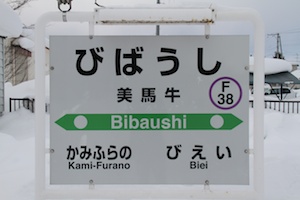 びばうし
美馬牛
F
38
Bibaushi
かみふらの びえい
Kami-Furano Biei